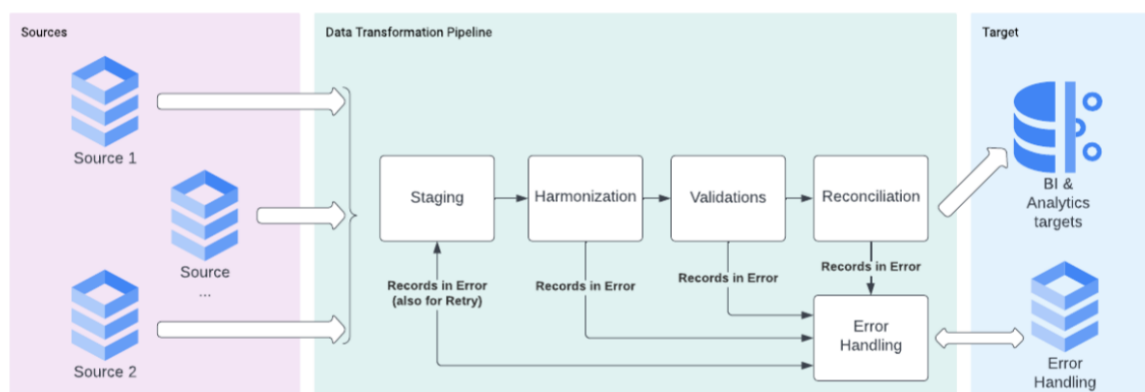 Sources
Data Transformation Pipeline
Target
Source 1
Source
...
Source 2
Staging
Harmonization
Validations
Reconciliation
Records in Error
(also for Retry)
Records in Error
Records in Error
Records in Error
Error
Handling
BI &
Analytics
targets
Error
Handling